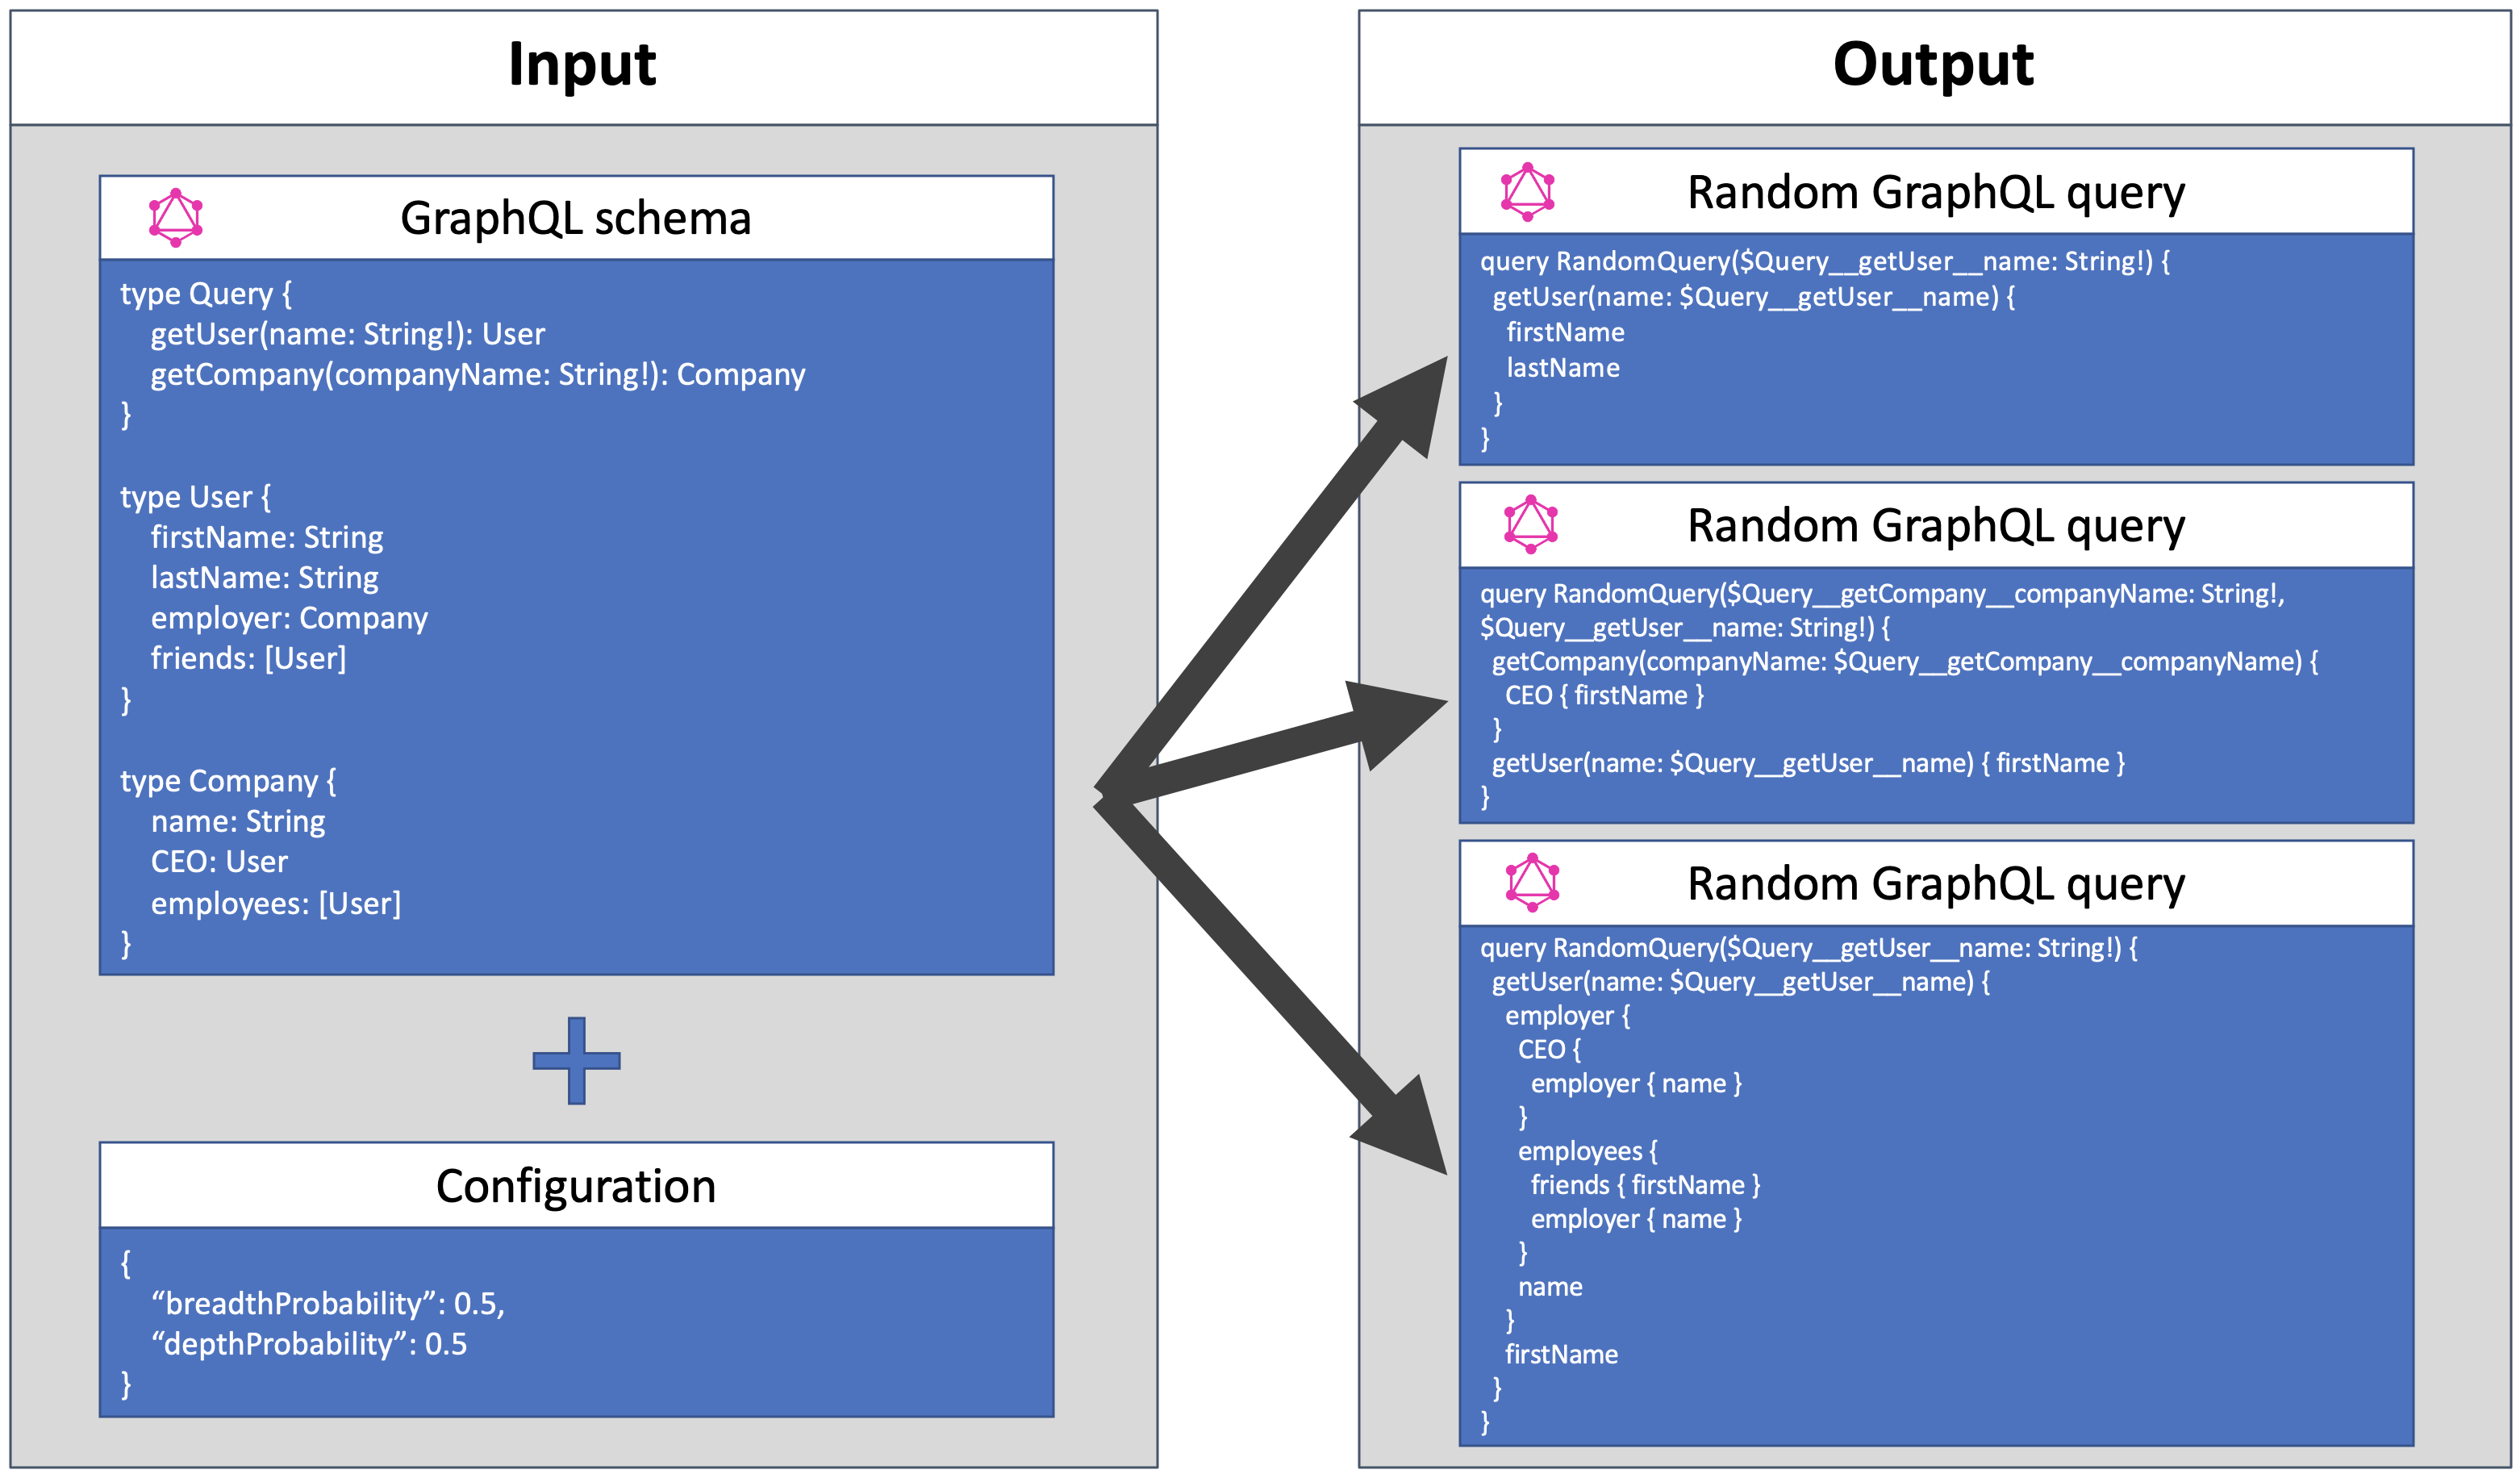 Input
GraphQL schema
type Query {
getUser(name: String!): User
getCompany(companyName: String!): Company
}
type User {
firstName: String
lastName: String
employer: Company
friends: [User]
}
type Company {
name: String
CEO: User
employees: [User]
}
Configuration
{
“breadthProbability”: 0.5,
“depthProbability”: 0.5
}
Output
Random GraphQL query
query RandomQuery($Query__getUser__name: String!) {
getUser(name: $Query__getUser__name) {
firstName
lastName
}
}
Random GraphQL query
query RandomQuery($Query__getCompany__companyName: String!,
$Query__getUser__name: String!) {
getCompany(companyName: $Query__getCompany__companyName) {
CEO { firstName }
}
getUser(name: $Query__getUser__name) { firstName }
}
Random GraphQL query
query RandomQuery($Query__getUser__name: String!) {
getUser(name: $Query__getUser__name) {
employer {
CEO {
employer { name }
}
employees {
friends { firstName }
employer { name }
}
name
}
firstName
}
}